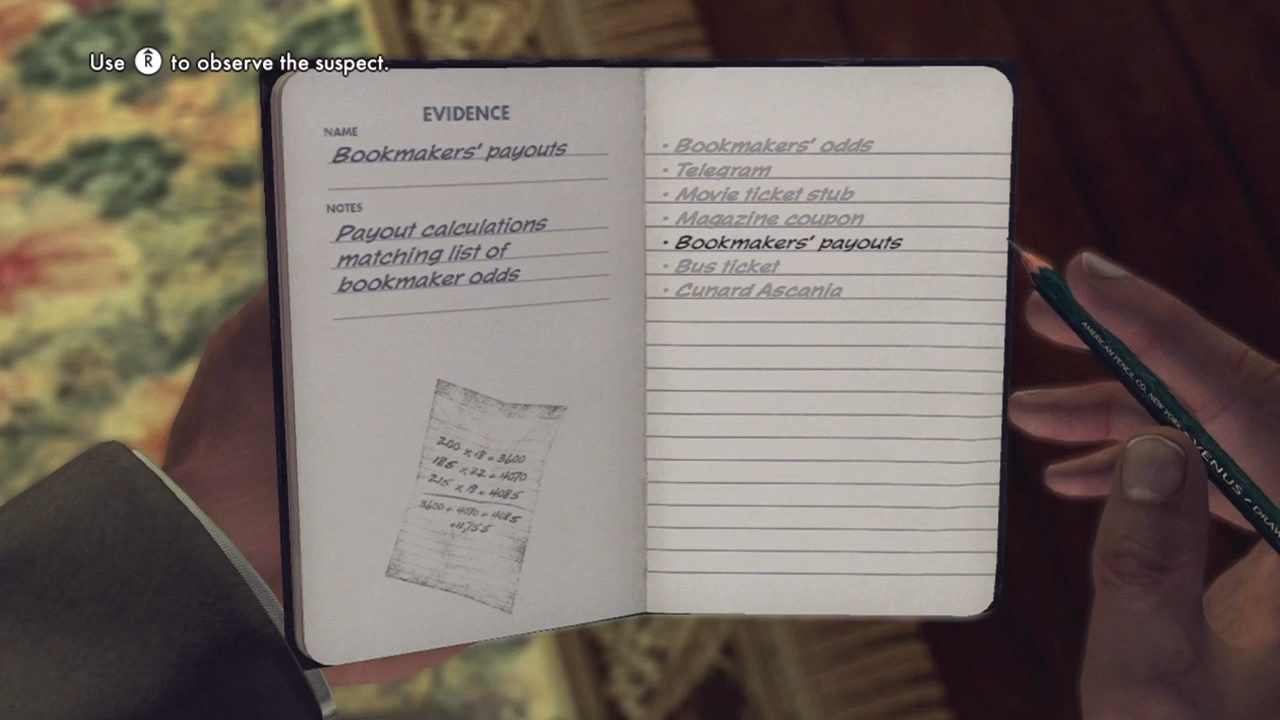 Use R to observe the suspect.
EVIDENCE
NAME
Bookmakers' payouts
NOTES
Payout calculations
matching list of
bookmaker odds
200 x 18 = 3600
185 x 22 = 4070
215 x 19 = 4085
3600 + 4070 + 4085
= 11755
• Bookmakers' odds
• Telegram
• Movie ticket stub
• Magazine coupon
• Bookmakers' payouts
• Bus ticket
• Cunard Ascania
AMERICAN PENCIL CO. NEW YORK VENUS / DRAW